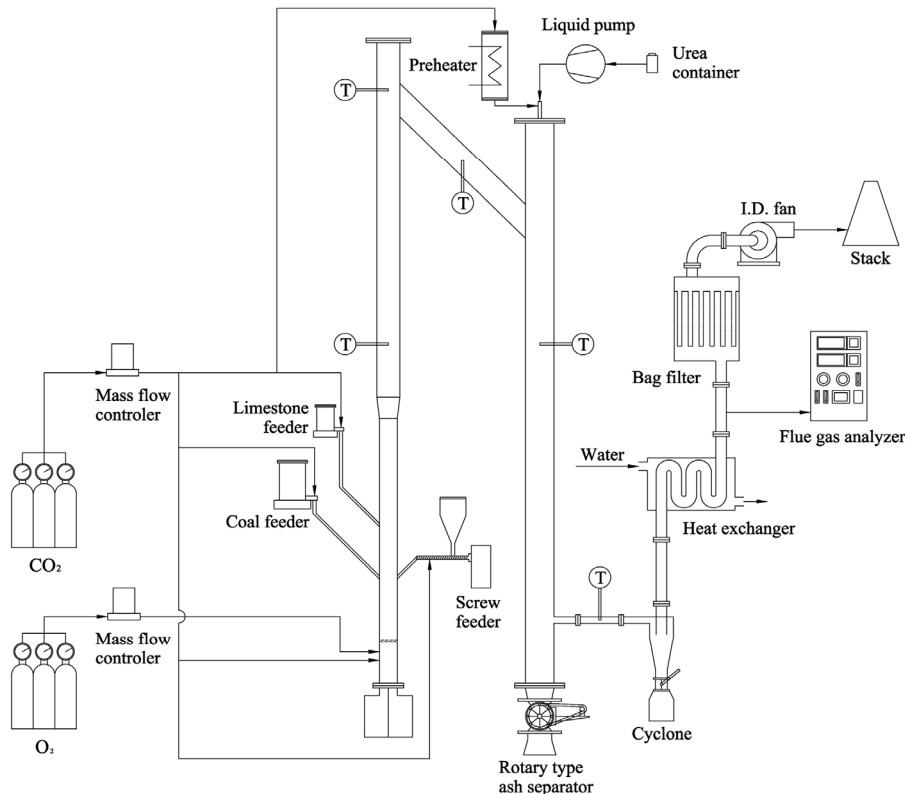 Liquid pump
Preheater
Urea
container
T
T
I.D. fan
Stack
T
T
Mass flow
controler
Bag filter
Limestone
feeder
Flue gas analyzer
Water
Coal feeder
Heat exchanger
CO₂
T
Screw
feeder
Mass flow
controler
Cyclone
O₂
Rotary type
ash separator